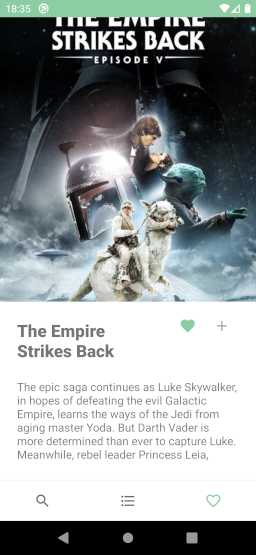 18:35
THE EMPIRE
STRIKES BACK
EPISODE V
The Empire
Strikes Back
The epic saga continues as Luke Skywalker,
in hopes of defeating the evil Galactic
Empire, learns the ways of the Jedi from
aging master Yoda. But Darth Vader is
more determined than ever to capture Luke.
Meanwhile, rebel leader Princess Leia,